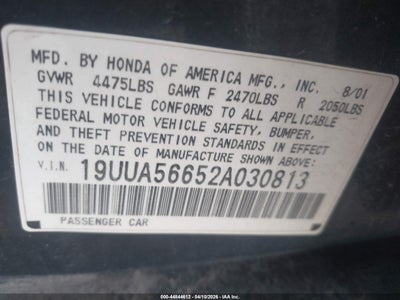 MFD. BY HONDA OF AMERICA MFG., INC. 8/01
GVWR 4475LBS GAWR F 2470LBS R 2050LBS
THIS VEHICLE CONFORMS TO ALL APPLICABLE
FEDERAL MOTOR VEHICLE SAFETY, BUMPER,
AND THEFT PREVENTION STANDARDS IN EFFECT
ON THE DATE OF MANUFACTURE SHOWN ABOVE:
V.I.N. 19UUA56652A030813
PASSENGER CAR
00-44844612 - 04/10/2026 - IAA Inc.